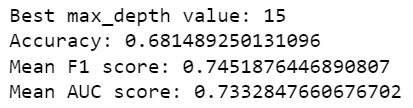 Best max_depth value: 15
Accuracy: 0.681489250131096
Mean F1 score: 0.7451876446890807
Mean AUC score: 0.7332847660676702